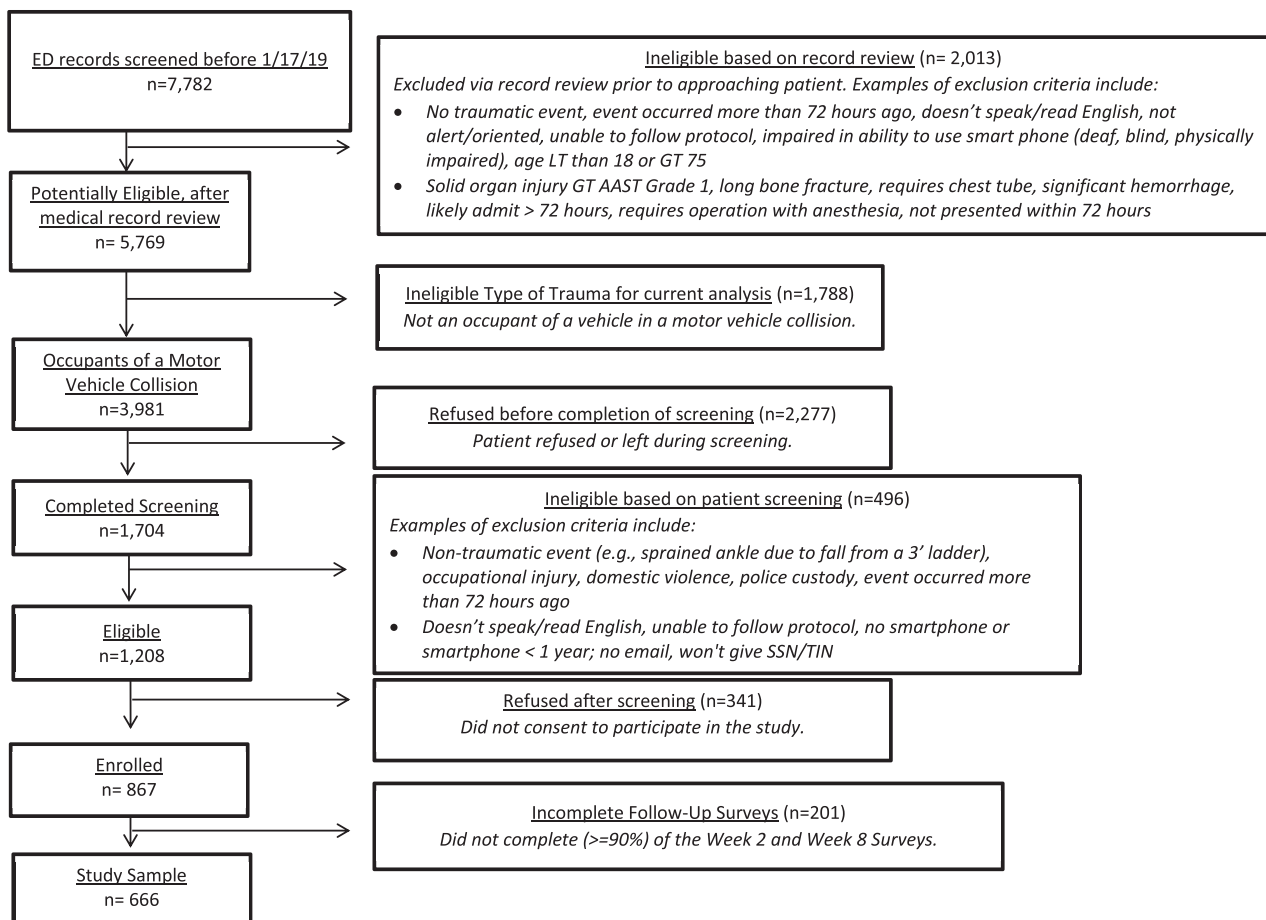 ED records screened before 1/17/19
n=7,782
Ineligible based on record review (n= 2,013)
Excluded via record review prior to approaching patient. Examples of exclusion criteria include:
• No traumatic event, event occurred more than 72 hours ago, doesn’t speak/read English, not
alert/oriented, unable to follow protocol, impaired in ability to use smart phone (deaf, blind, physically
impaired), age LT than 18 or GT 75
• Solid organ injury GT AAST Grade 1, long bone fracture, requires chest tube, significant hemorrhage,
likely admit > 72 hours, requires operation with anesthesia, not presented within 72 hours
Potentially Eligible, after
medical record review
n= 5,769
Ineligible Type of Trauma for current analysis (n=1,788)
Not an occupant of a vehicle in a motor vehicle collision.
Occupants of a Motor
Vehicle Collision
n=3,981
Refused before completion of screening (n=2,277)
Patient refused or left during screening.
Completed Screening
n=1,704
Ineligible based on patient screening (n=496)
Examples of exclusion criteria include:
• Non-traumatic event (e.g., sprained ankle due to fall from a 3’ ladder),
occupational injury, domestic violence, police custody, event occurred more
than 72 hours ago
• Doesn’t speak/read English, unable to follow protocol, no smartphone or
smartphone < 1 year; no email, won't give SSN/TIN
Eligible
n=1,208
Refused after screening (n=341)
Did not consent to participate in the study.
Enrolled
n= 867
Incomplete Follow-Up Surveys (n=201)
Did not complete (>=90%) of the Week 2 and Week 8 Surveys.
Study Sample
n= 666